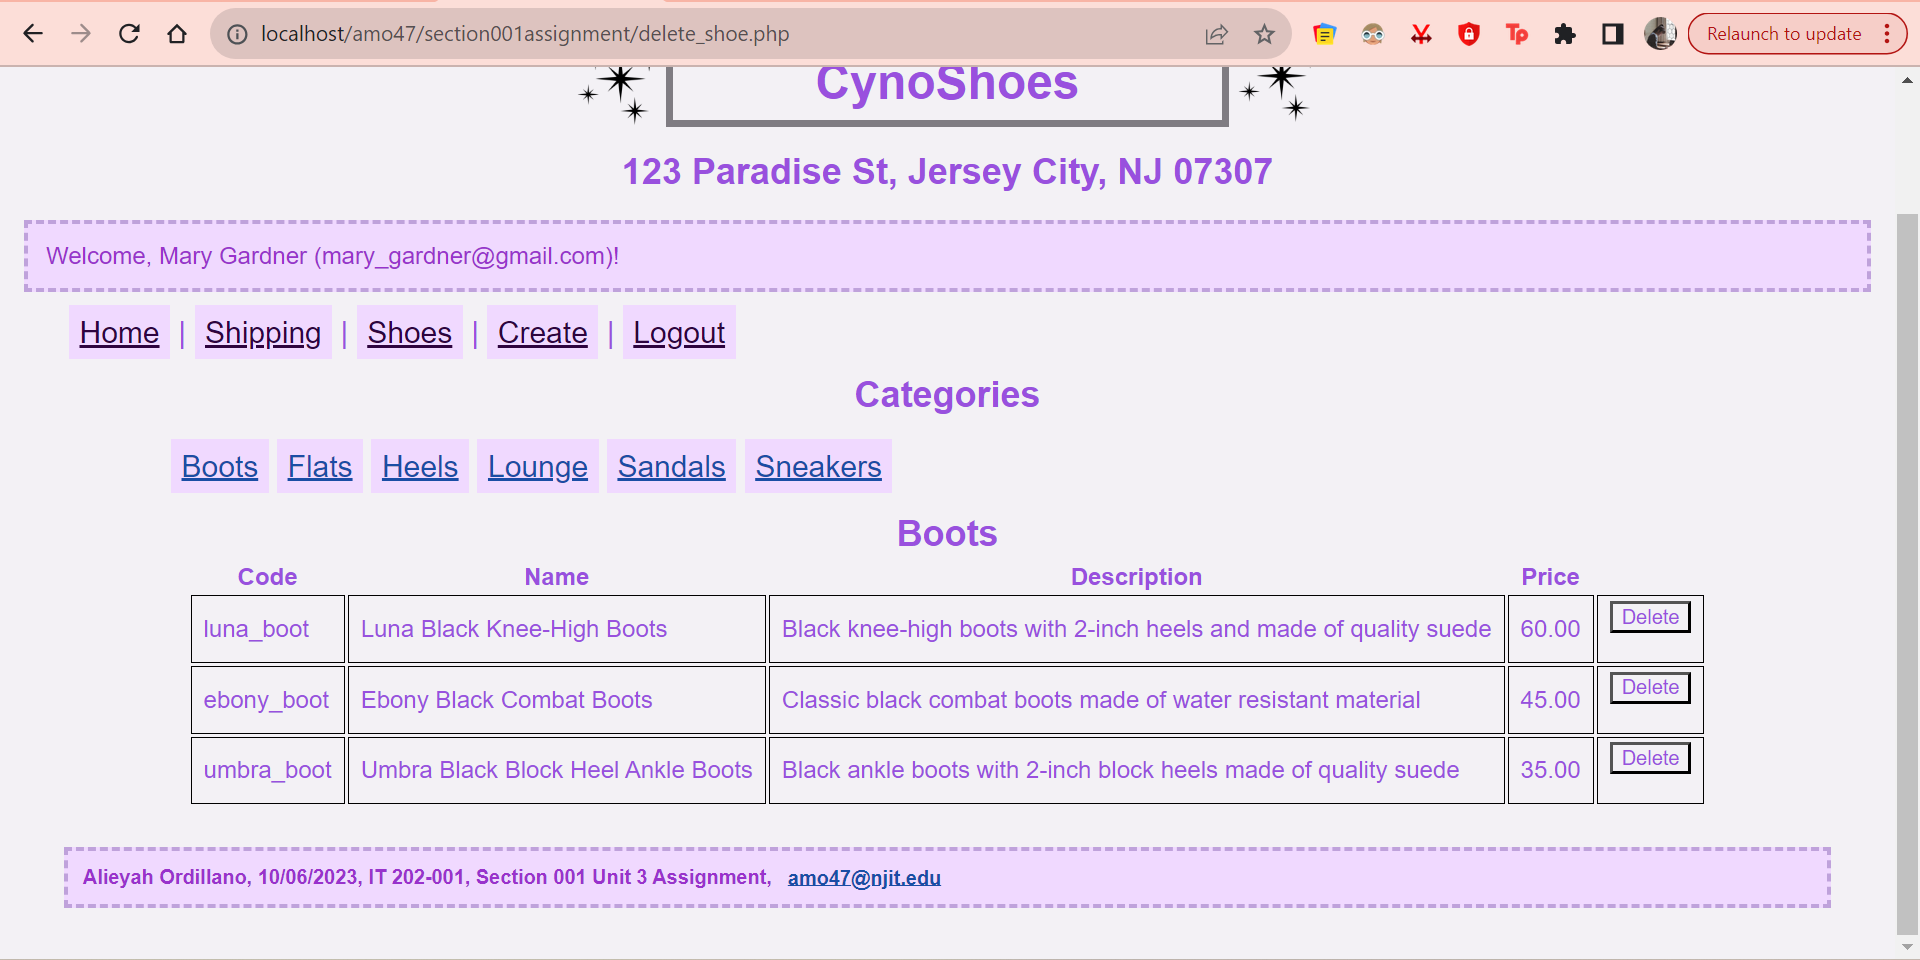 localhost/amo47/section001assignment/delete_shoe.php
Relaunch to update
CynoShoes
123 Paradise St, Jersey City, NJ 07307
Welcome, Mary Gardner (mary_gardner@gmail.com)!
Home | Shipping | Shoes | Create | Logout
Categories
Boots Flats Heels Lounge Sandals Sneakers
Boots
Code Name Description Price
luna_boot Luna Black Knee-High Boots Black knee-high boots with 2-inch heels and made of quality suede 60.00 Delete
ebony_boot Ebony Black Combat Boots Classic black combat boots made of water resistant material 45.00 Delete
umbra_boot Umbra Black Block Heel Ankle Boots Black ankle boots with 2-inch block heels made of quality suede 35.00 Delete
Alieyah Ordillano, 10/06/2023, IT 202-001, Section 001 Unit 3 Assignment, amo47@njit.edu